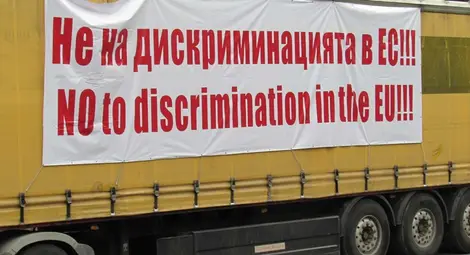 Не на дискриминацията в ЕС!!!
NO to discrimination in the EU!!!